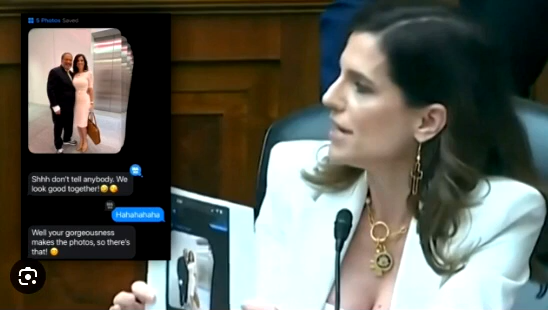 5 Photos Saved
Shhh don't tell anybody. We
look good together!🤣😘
Hahahahaha
Well your gorgeousness
makes the photos, so there's
that! 😊